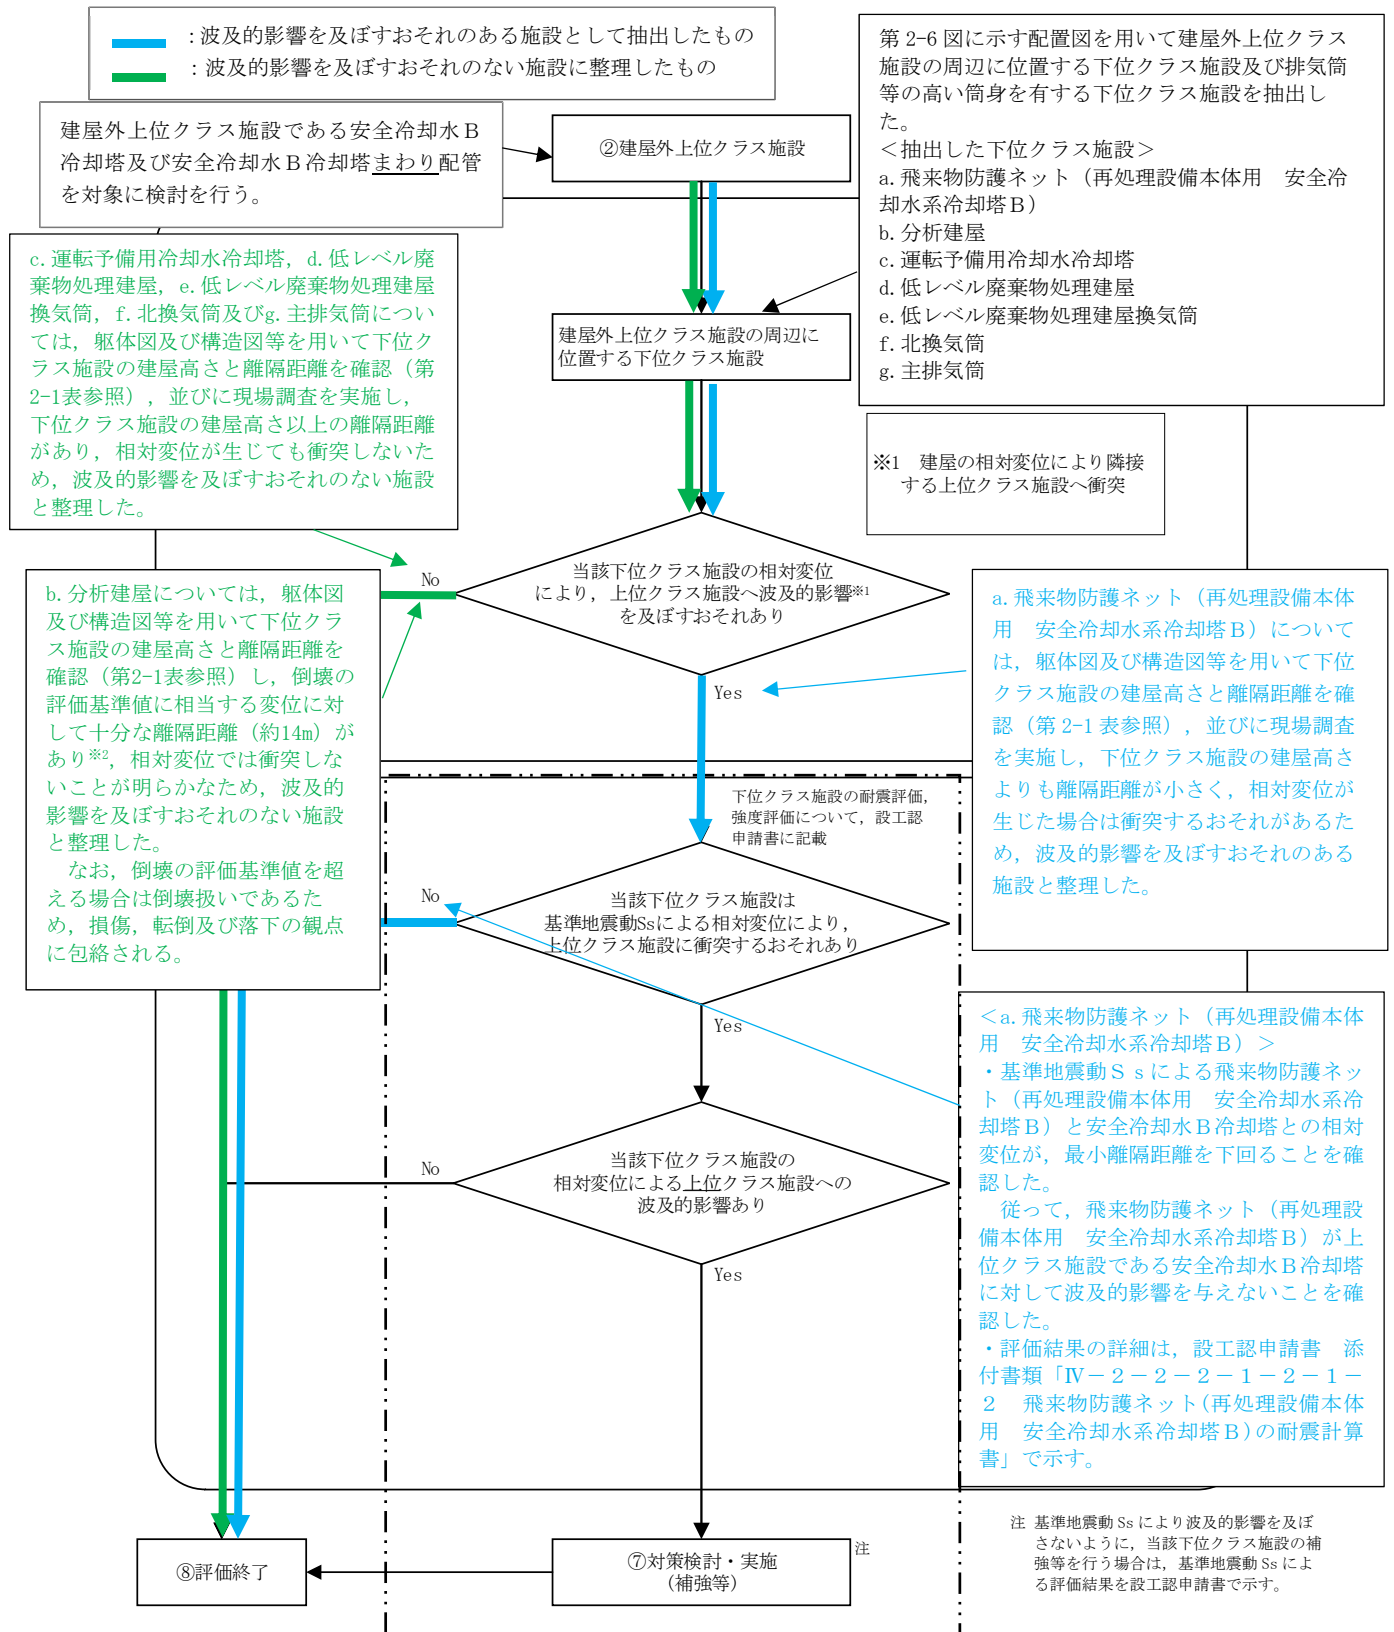 ：波及的影響を及ぼすおそれのある施設として抽出したもの
：波及的影響を及ぼすおそれのない施設に整理したもの
建屋外上位クラス施設である安全冷却水Ｂ
冷却塔及び安全冷却水Ｂ冷却塔まわり配管
を対象に検討を行う。
②建屋外上位クラス施設
第 2-6 図に示す配置図を用いて建屋外上位クラス
施設の周辺に位置する下位クラス施設及び排気筒
等の高い筒身を有する下位クラス施設を抽出し
た。
＜抽出した下位クラス施設＞
a. 飛来物防護ネット（再処理設備本体用　安全冷
却水系冷却塔Ｂ）
b. 分析建屋
c. 運転予備用冷却水冷却塔
d. 低レベル廃棄物処理建屋
e. 低レベル廃棄物処理建屋換気筒
f. 北換気筒
g. 主排気筒
c. 運転予備用冷却水冷却塔，d. 低レベル廃
棄物処理建屋，e. 低レベル廃棄物処理建屋
換気筒，f. 北換気筒及びg. 主排気筒につい
ては，躯体図及び構造図等を用いて下位ク
ラス施設の建屋高さと離隔距離を確認（第
2-1表参照），並びに現場調査を実施し，
下位クラス施設の建屋高さ以上の離隔距離
があり，相対変位が生じても衝突しないた
め，波及的影響を及ぼすおそれのない施設
と整理した。
建屋外上位クラス施設の周辺に
位置する下位クラス施設
※1　建屋の相対変位により隣接
する上位クラス施設へ衝突
当該下位クラス施設の相対変位
により，上位クラス施設へ波及的影響※1
を及ぼすおそれあり
No
Yes
b. 分析建屋については，躯体図
及び構造図等を用いて下位クラ
ス施設の建屋高さと離隔距離を
確認（第2-1表参照）し，倒壊の
評価基準値に相当する変位に対
して十分な離隔距離（約14m）が
あり※2，相対変位では衝突しな
いことが明らかなため，波及的
影響を及ぼすおそれのない施設
と整理した。
なお，倒壊の評価基準値を超
える場合は倒壊扱いであるた
め，損傷，転倒及び落下の観点
に包絡される。
a. 飛来物防護ネット（再処理設備本体
用　安全冷却水系冷却塔Ｂ）について
は，躯体図及び構造図等を用いて下位
クラス施設の建屋高さと離隔距離を確
認（第 2-1 表参照），並びに現場調査
を実施し，下位クラス施設の建屋高さ
よりも離隔距離が小さく，相対変位が
生じた場合は衝突するおそれがあるた
め，波及的影響を及ぼすおそれのある
施設と整理した。
下位クラス施設の耐震評価，
強度評価について，設工認
申請書に記載
当該下位クラス施設は
基準地震動Ssによる相対変位により，
上位クラス施設に衝突するおそれあり
No
Yes
＜a. 飛来物防護ネット（再処理設備本体
用　安全冷却水系冷却塔Ｂ）＞
・基準地震動Ｓｓによる飛来物防護ネッ
ト（再処理設備本体用　安全冷却水系冷
却塔Ｂ）と安全冷却水Ｂ冷却塔との相対
変位が，最小離隔距離を下回ることを確
認した。
従って，飛来物防護ネット（再処理設
備本体用　安全冷却水系冷却塔Ｂ）が上
位クラス施設である安全冷却水Ｂ冷却塔
に対して波及的影響を与えないことを確
認した。
・評価結果の詳細は，設工認申請書　添
付書類「Ⅳ－２－２－２－１－２－１－
２　飛来物防護ネット(再処理設備本体
用　安全冷却水系冷却塔Ｂ)の耐震計算
書」で示す。
当該下位クラス施設の
相対変位による上位クラス施設への
波及的影響あり
No
Yes
⑧評価終了
⑦対策検討・実施
（補強等）
注
注 基準地震動 Ss により波及的影響を及ぼ
さないように，当該下位クラス施設の補
強等を行う場合は，基準地震動 Ss によ
る評価結果を設工認申請書で示す。